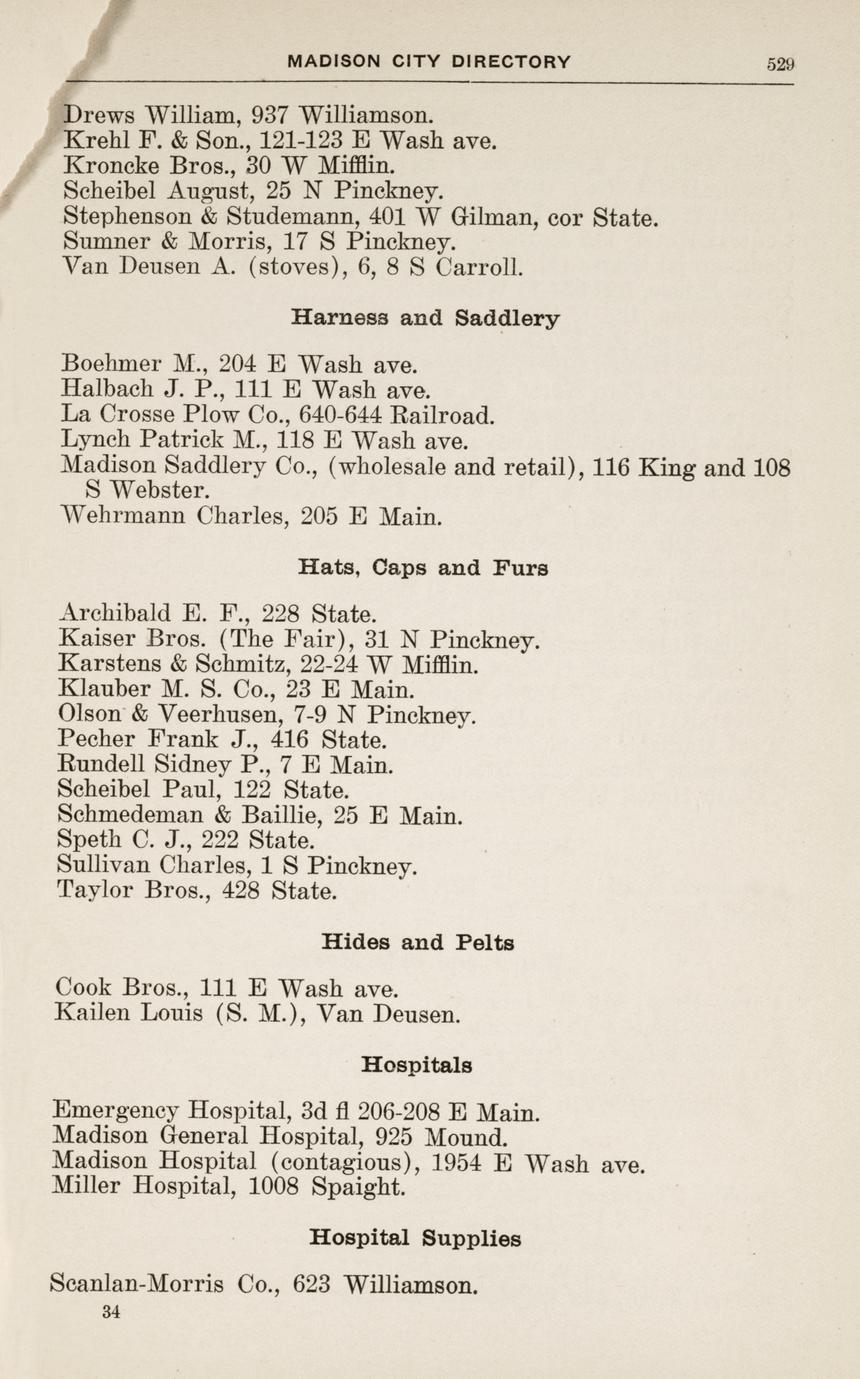 MADISON CITY DIRECTORY 529
Drews William, 937 Williamson.
Krehl F. & Son., 121-123 E Wash ave.
Kroncke Bros., 30 W Mifflin.
Scheibel August, 25 N Pinckney.
Stephenson & Studemann, 401 W Gilman, cor State.
Sumner & Morris, 17 S Pinckney.
Van Deusen A. (stoves), 6, 8 S Carroll.
Harness and Saddlery
Boehmer M., 204 E Wash ave.
Halbach J. P., 111 E Wash ave.
La Crosse Plow Co., 640-644 Railroad.
Lynch Patrick M., 118 E Wash ave.
Madison Saddlery Co., (wholesale and retail), 116 King and 108
S Webster.
Wehrmann Charles, 205 E Main.
Hats, Caps and Furs
Archibald E. F., 228 State.
Kaiser Bros. (The Fair), 31 N Pinckney.
Karstens & Schmitz, 22-24 W Mifflin.
Klauber M. S. Co., 23 E Main.
Olson & Veerhusen, 7-9 N Pinckney.
Pecher Frank J., 416 State.
Rundell Sidney P., 7 E Main.
Scheibel Paul, 122 State.
Schmedeman & Baillie, 25 E Main.
Speth C. J., 222 State.
Sullivan Charles, 1 S Pinckney.
Taylor Bros., 428 State.
Hides and Pelts
Cook Bros., 111 E Wash ave.
Kailen Louis (S. M.), Van Deusen.
Hospitals
Emergency Hospital, 3d fl 206-208 E Main.
Madison General Hospital, 925 Mound.
Madison Hospital (contagious), 1954 E Wash ave.
Miller Hospital, 1008 Spaight.
Hospital Supplies
Scanlan-Morris Co., 623 Williamson.
34